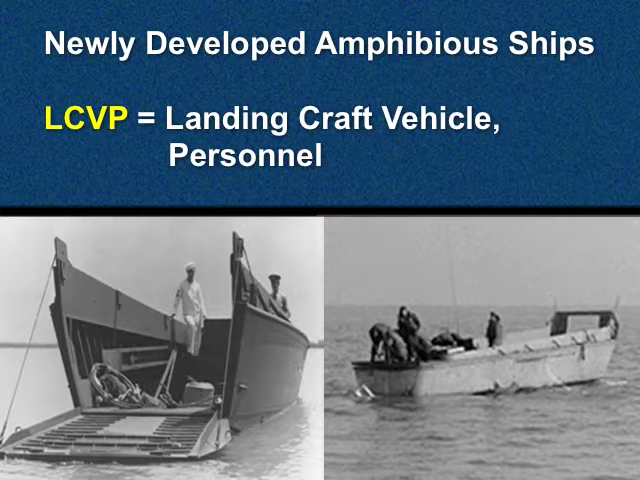 Newly Developed Amphibious Ships
LCVP = Landing Craft Vehicle,
Personnel